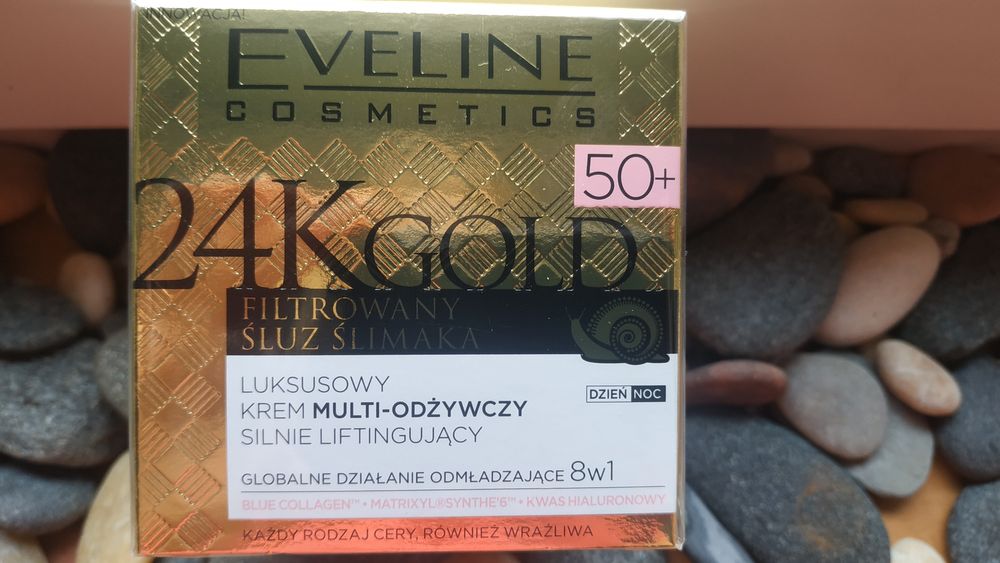 INNOWACJA!
EVELINE
COSMETICS
50+
24K GOLD
FILTROWANY
ŚLUZ ŚLIMAKA
LUKSUSOWY
KREM MULTI-ODŻYWCZY
SILNIE LIFTINGUJĄCY
DZIEŃ NOC
GLOBALNE DZIAŁANIE ODMŁADZAJĄCE 8w1
BLUE COLLAGEN™ • MATRIXYL®SYNTHE'6™ • KWAS HIALURONOWY
KAŻDY RODZAJ CERY, RÓWNIEŻ WRAŻLIWA